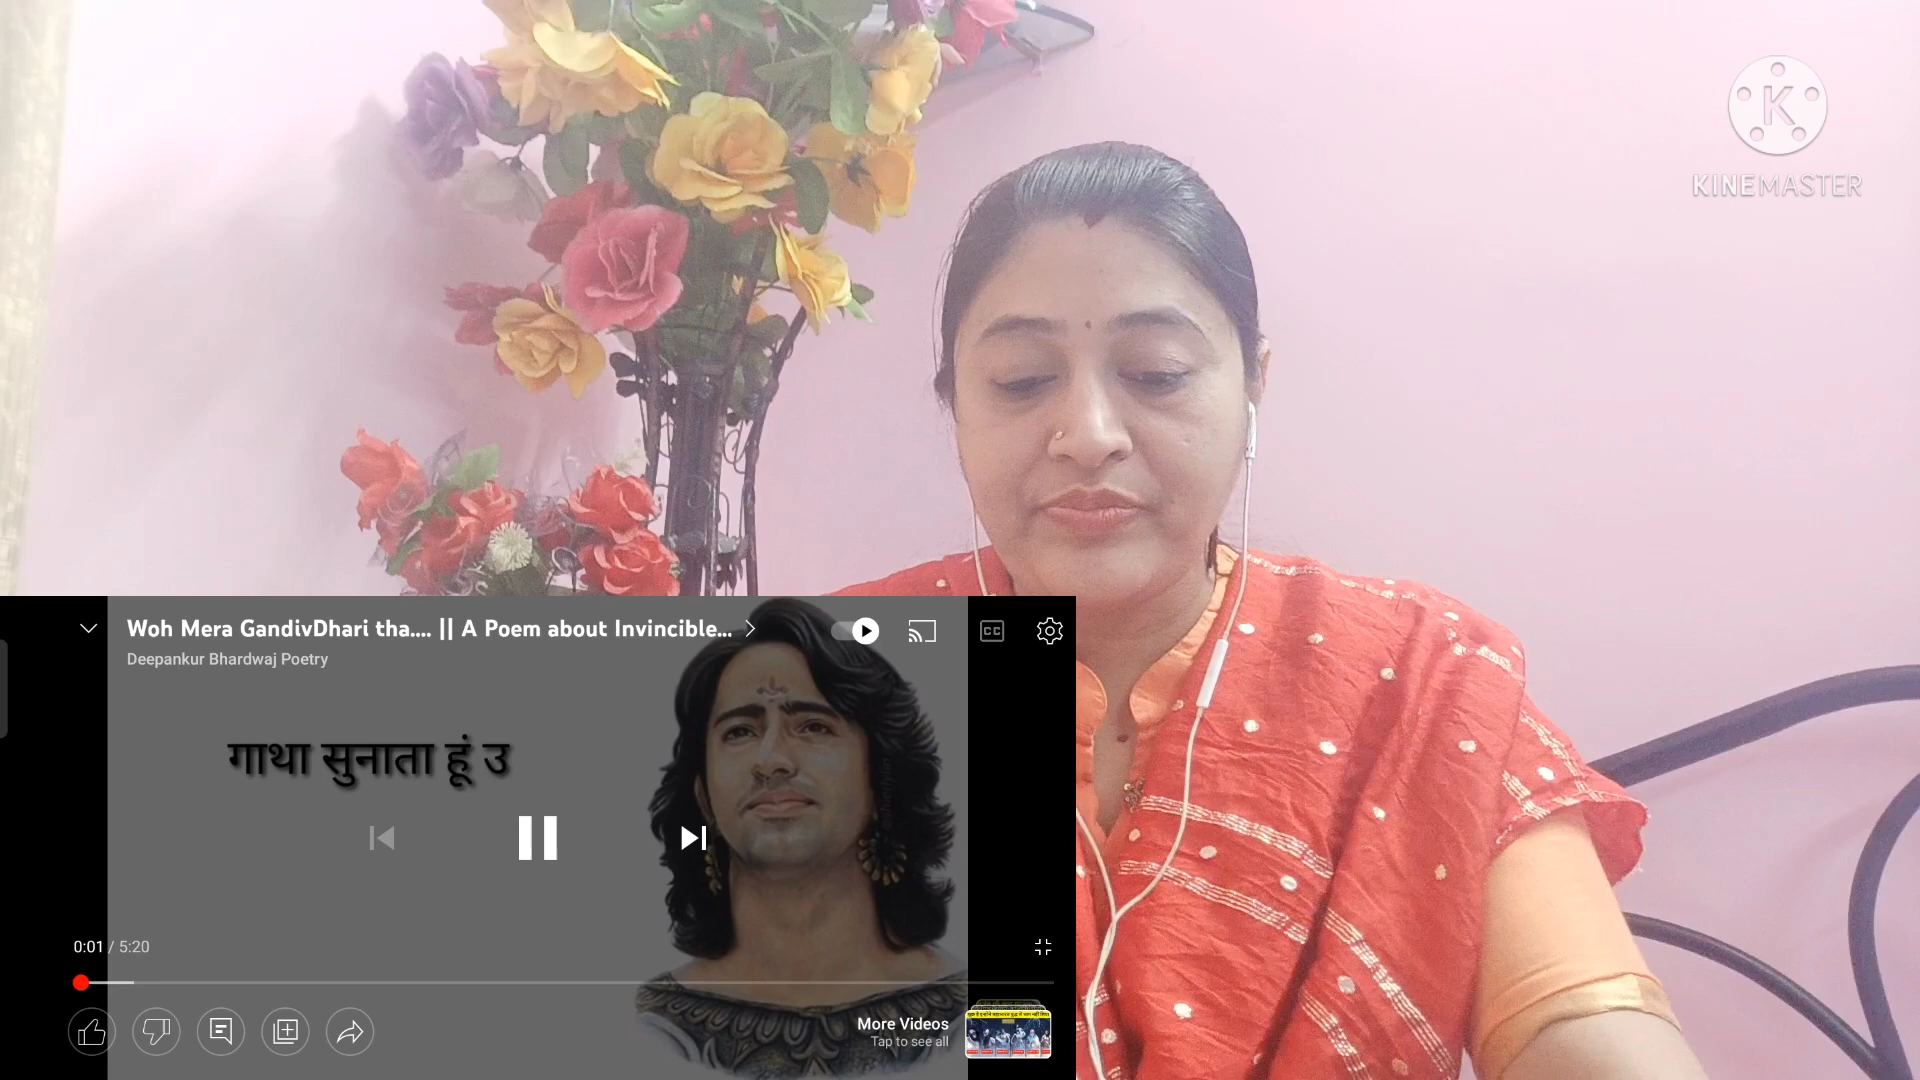 K
KINEMASTER
Woh Mera GandivDhari tha.... || A Poem about Invincible...
Deepankur Bhardwaj Poetry
CC
गाथा सुनाता हूं उ
0:01 / 5:20
More Videos
Tap to see all